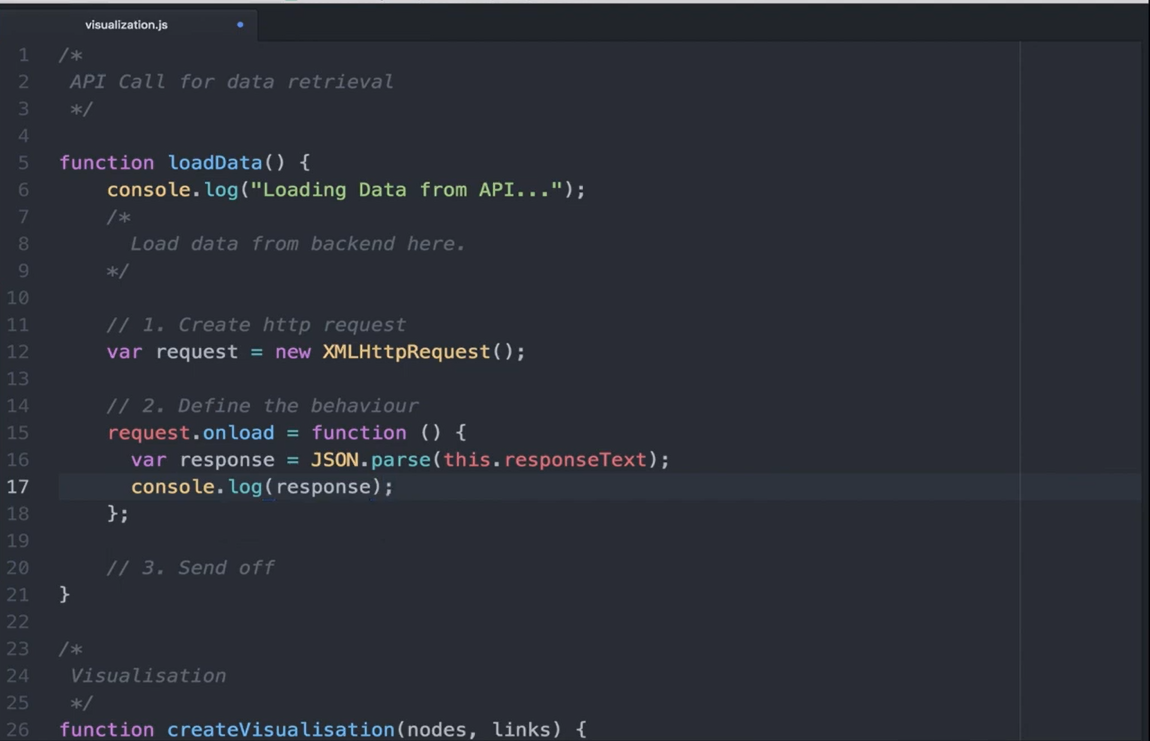 visualization.js
1 /*
2 API Call for data retrieval
3 */
4
5 function loadData() {
6 console.log("Loading Data from API...");
7 /*
8 Load data from backend here.
9 */
10
11 // 1. Create http request
12 var request = new XMLHttpRequest();
13
14 // 2. Define the behaviour
15 request.onload = function () {
16 var response = JSON.parse(this.responseText);
17 console.log(response);
18 };
19
20 // 3. Send off
21 }
22
23 /*
24 Visualisation
25 */
26 function createVisualisation(nodes, links) {